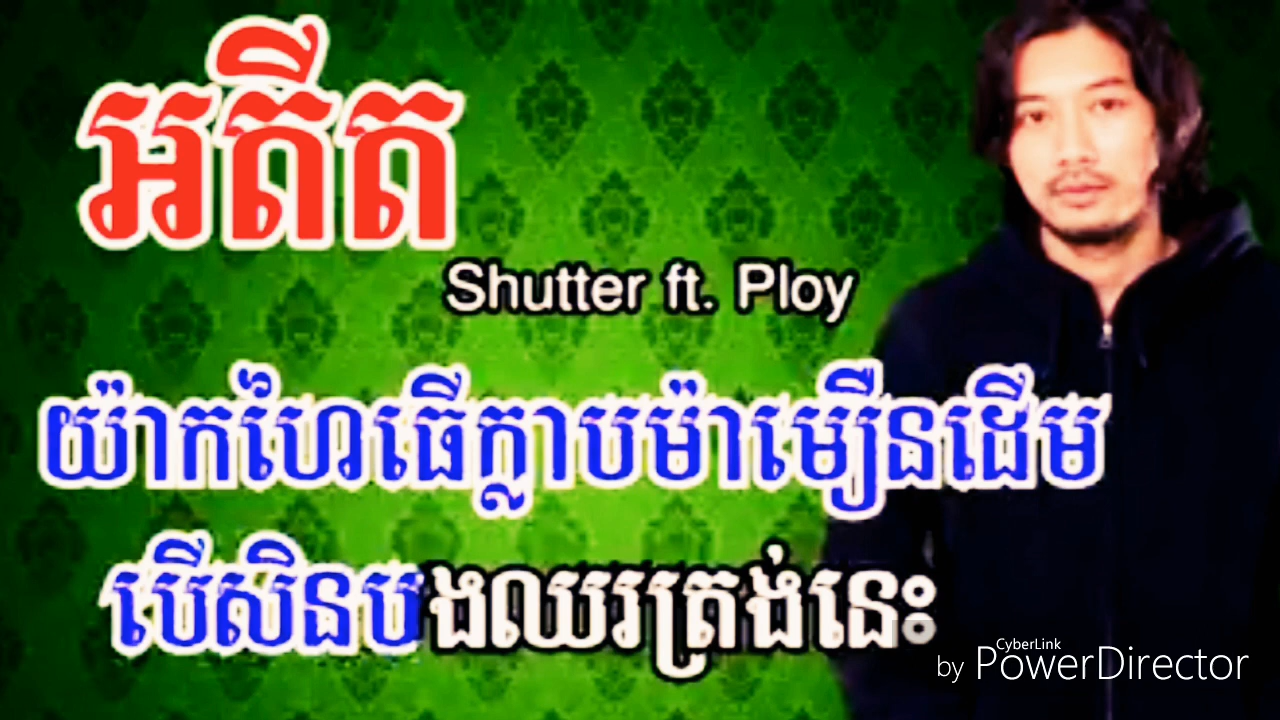 អតីត
Shutter ft. Ploy
យ៉ាកហៃធើក្លាបម៉ាមឿនដើម
បើសិនបងឈរត្រង់នេះ
CyberLink
by PowerDirector